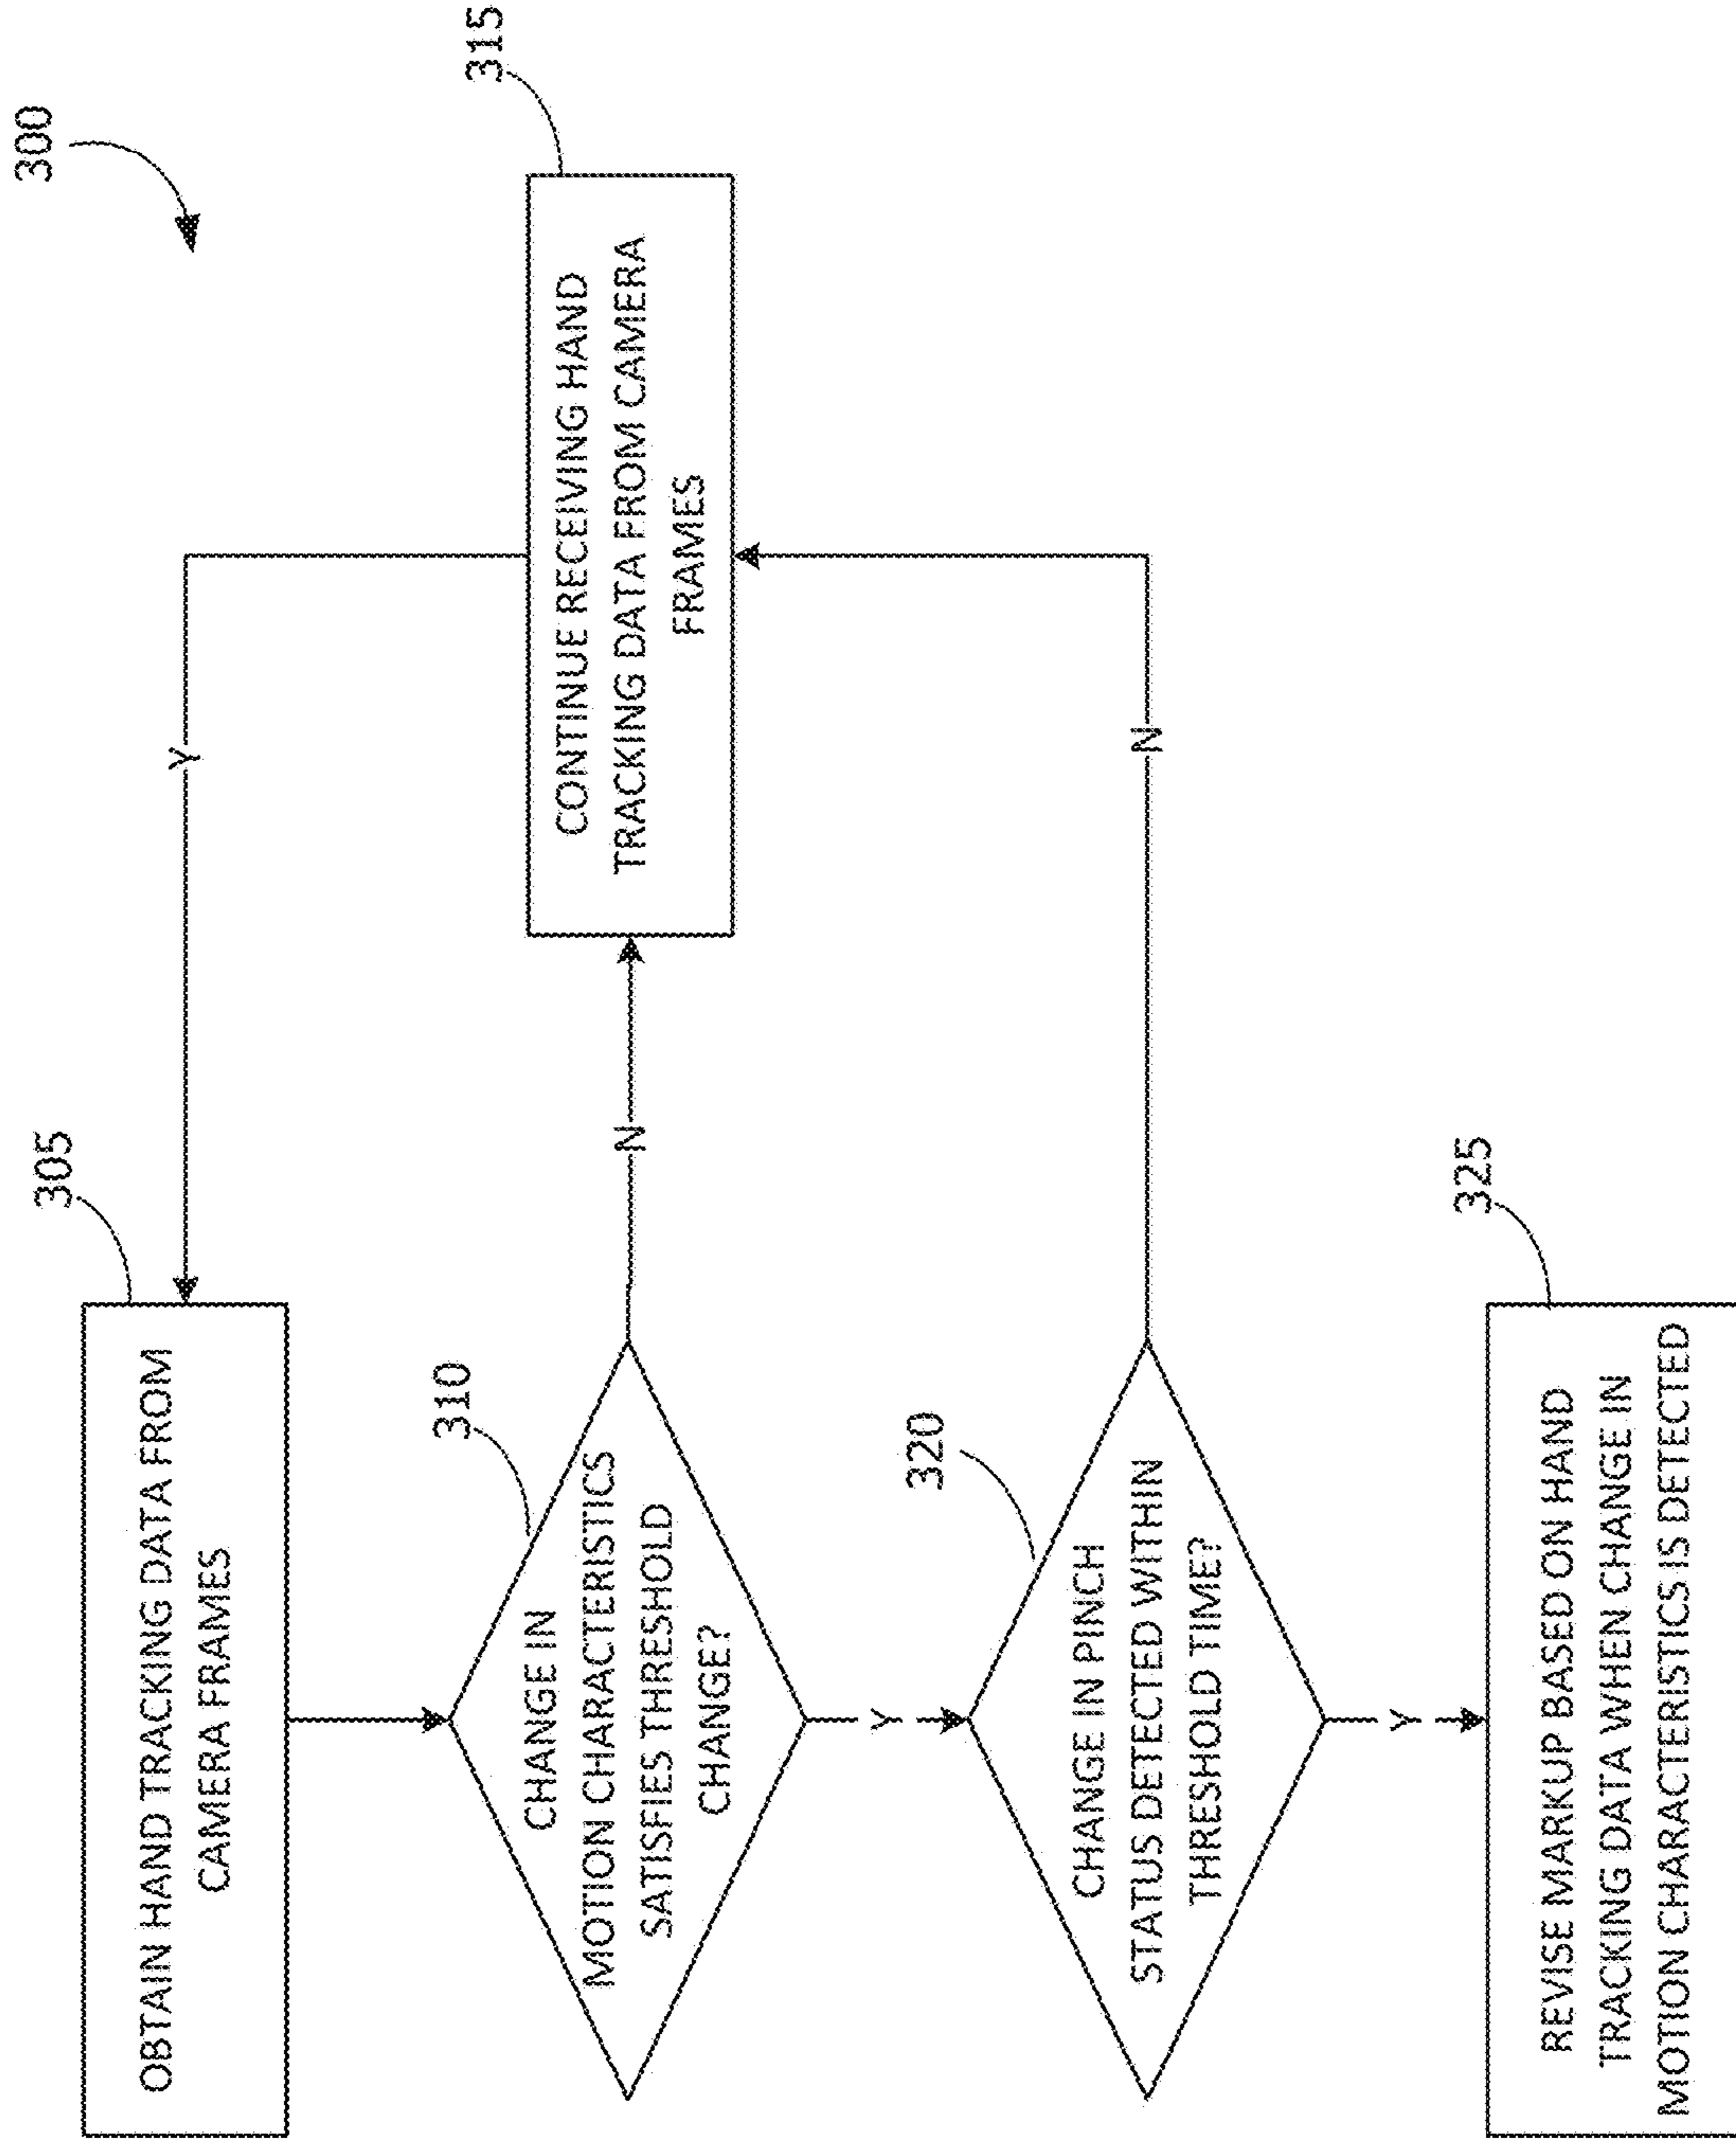 300
305
OBTAIN HAND TRACKING DATA FROM
CAMERA FRAMES
Y
310
CHANGE IN
MOTION CHARACTERISTICS
SATISFIES THRESHOLD
CHANGE?
N
315
CONTINUE RECEIVING HAND
TRACKING DATA FROM CAMERA
FRAMES
Y
320
CHANGE IN PINCH
STATUS DETECTED WITHIN
THRESHOLD TIME?
N
Y
325
REVISE MARKUP BASED ON HAND
TRACKING DATA WHEN CHANGE IN
MOTION CHARACTERISTICS IS DETECTED